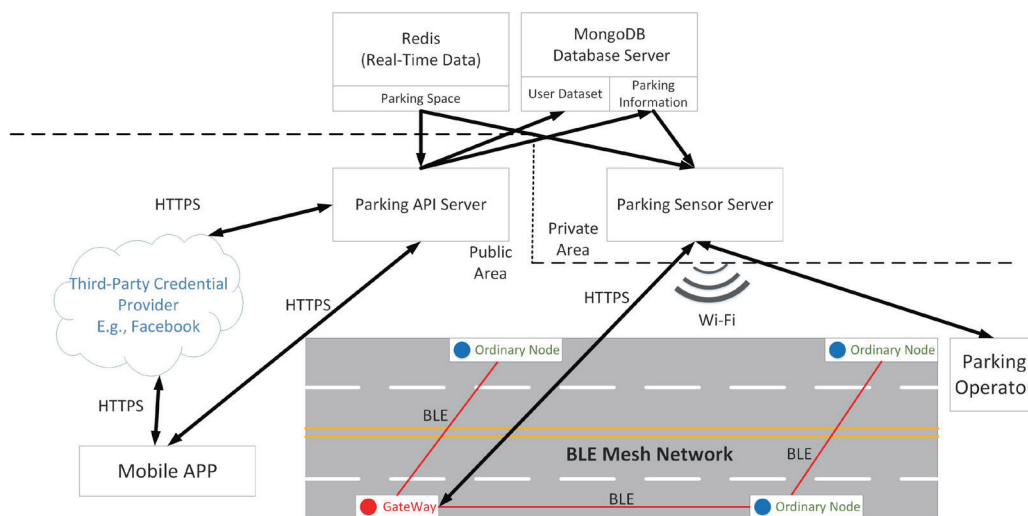 Redis
(Real-Time Data)
Parking Space
MongoDB
Database Server
User Dataset
Parking
Information
HTTPS
Parking API Server
Parking Sensor Server
Public
Area
Private
Area
Third-Party Credential
Provider
E.g., Facebook
HTTPS
HTTPS
Wi-Fi
HTTPS
Ordinary Node
Ordinary Node
Parking
Operator
BLE
BLE Mesh Network
BLE
Mobile APP
GateWay
BLE
Ordinary Node